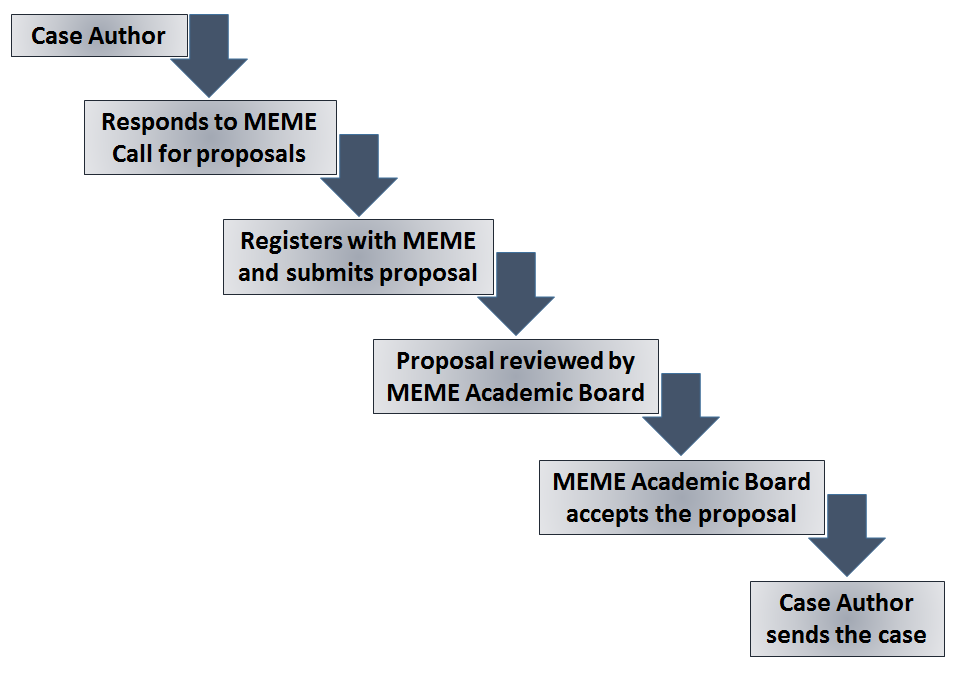 Case Author
Responds to MEME
Call for proposals
Registers with MEME
and submits proposal
Proposal reviewed by
MEME Academic Board
MEME Academic Board
accepts the proposal
Case Author
sends the case